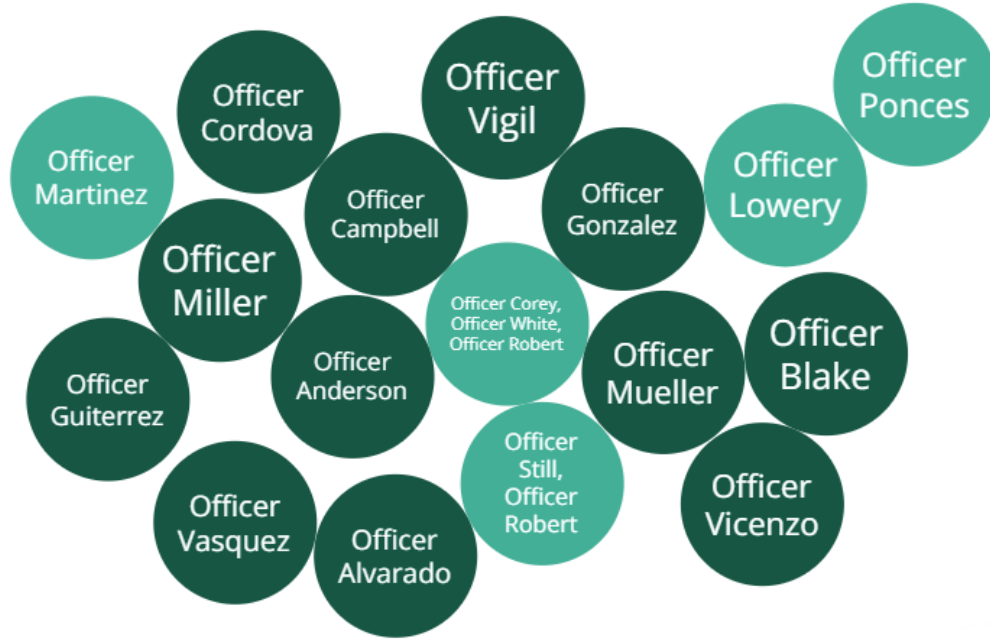 Officer
Ponces
Officer
Vigil
Officer
Cordova
Officer
Martinez
Officer
Campbell
Officer
Gonzalez
Officer
Lowery
Officer
Miller
Officer Corey,
Officer White,
Officer Robert
Officer
Anderson
Officer
Mueller
Officer
Blake
Officer
Guiterrez
Officer
Still,
Officer
Robert
Officer
Vicenzo
Officer
Vasquez
Officer
Alvarado